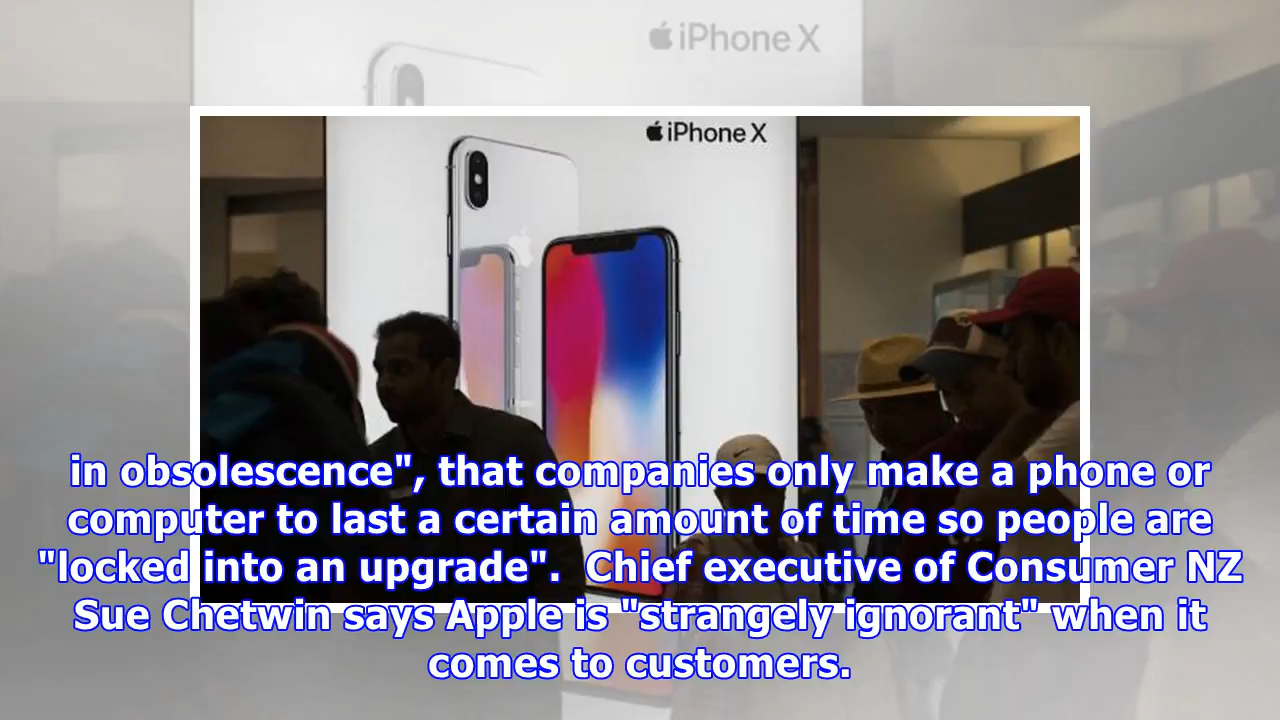 iPhone X
iPhone X
in obsolescence", that companies only make a phone or
computer to last a certain amount of time so people are
"locked into an upgrade".  Chief executive of Consumer NZ
Sue Chetwin says Apple is "strangely ignorant" when it
comes to customers.